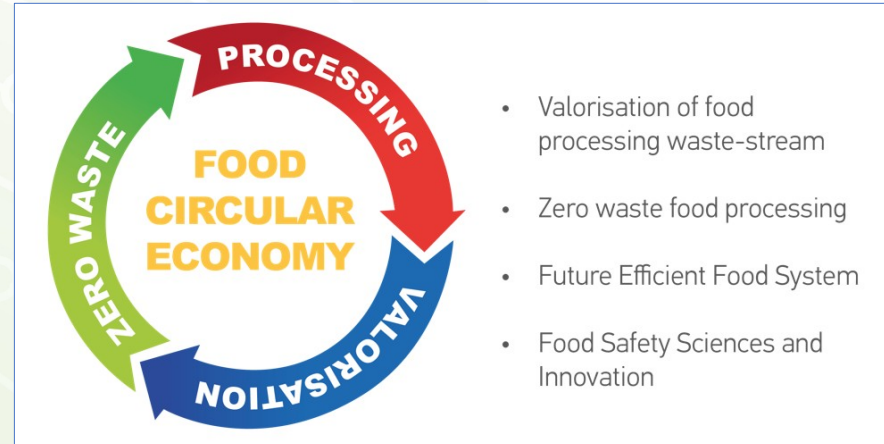 PROCESSING
VALORISATION
ZERO WASTE
FOOD
CIRCULAR
ECONOMY
• Valorisation of food
processing waste-stream
• Zero waste food processing
• Future Efficient Food System
• Food Safety Sciences and
Innovation